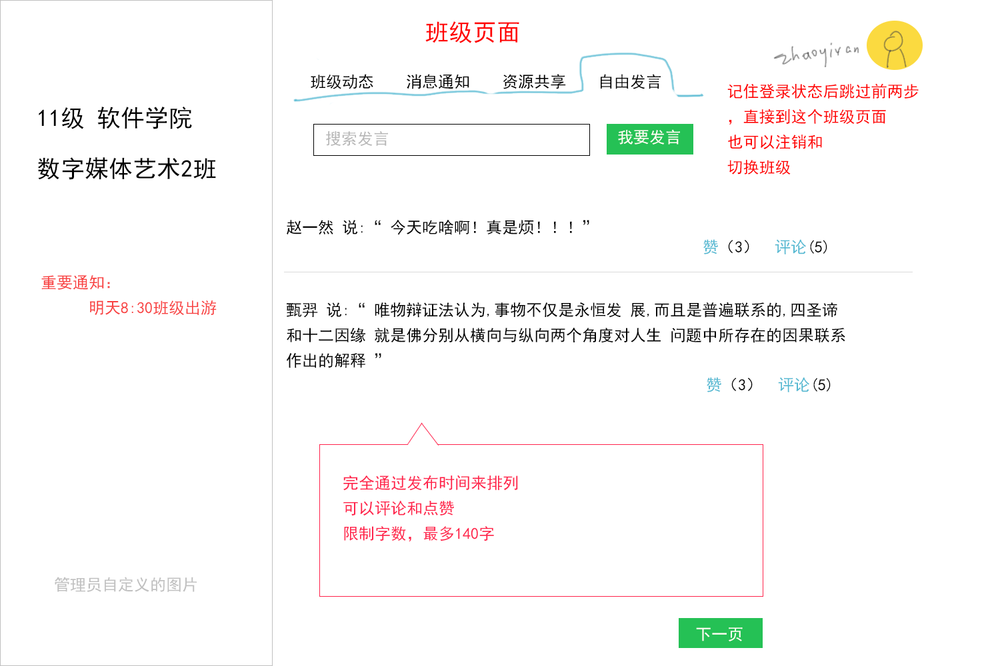 班级页面
zhaoyiran
班级动态 消息通知 资源共享 自由发言
记住登录状态后跳过前两步
，直接到这个班级页面
也可以注销和
切换班级
搜索发言
我要发言
11级 软件学院
数字媒体艺术2班
赵一然 说:“ 今天吃啥啊! 真是烦! ! ! ”
赞（3） 评论(5)
重要通知：
明天8:30班级出游
甄羿 说:“ 唯物辩证法认为,事物不仅是永恒发 展,而且是普遍联系的,四圣谛
和十二因缘 就是佛分别从横向与纵向两个角度对人生 问题中所存在的因果联系
作出的解释 ”
赞（3） 评论(5)
完全通过发布时间来排列
可以评论和点赞
限制字数，最多140字
管理员自定义的图片
下一页